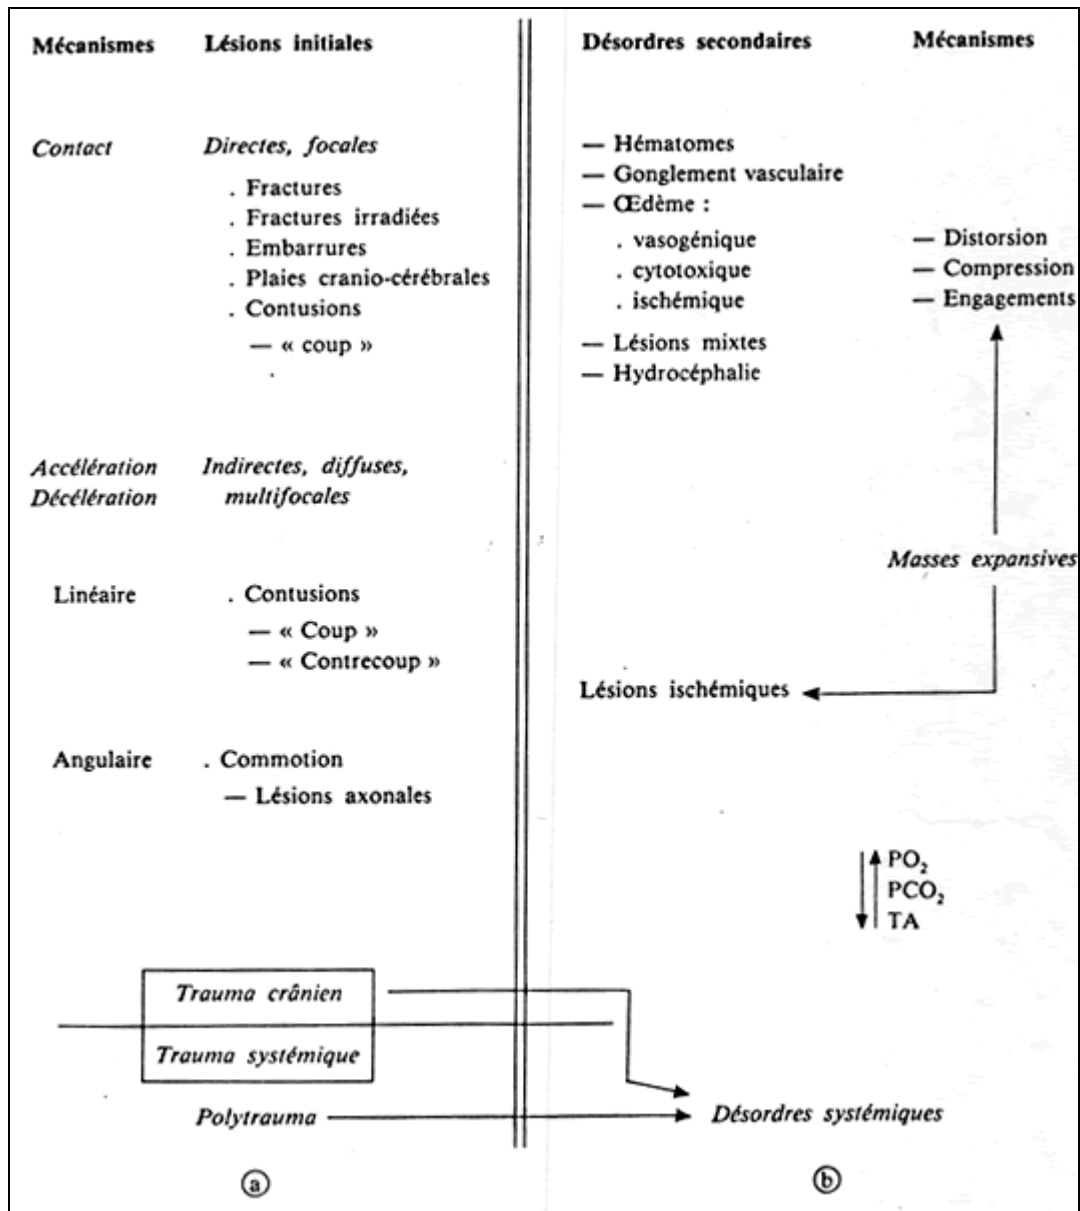 Mécanismes Lésions initiales
Contact Directes, focales
. Fractures
. Fractures irradiées
. Embarrures
. Plaies cranio-cérébrales
. Contusions
— « coup »
Accélération Indirectes, diffuses,
Décélération multifocales
Linéaire . Contusions
— « Coup »
— « Contrecoup »
Angulaire . Commotion
— Lésions axonales
Trauma crânien
Trauma systémique
Polytrauma
a
Désordres secondaires Mécanismes
— Hématomes
— Gonglement vasculaire
— Œdème :
. vasogénique — Distorsion
. cytotoxique — Compression
. ischémique — Engagements
— Lésions mixtes
— Hydrocéphalie
Masses expansives
Lésions ischémiques
PO₂
PCO₂
TA
Désordres systémiques
b